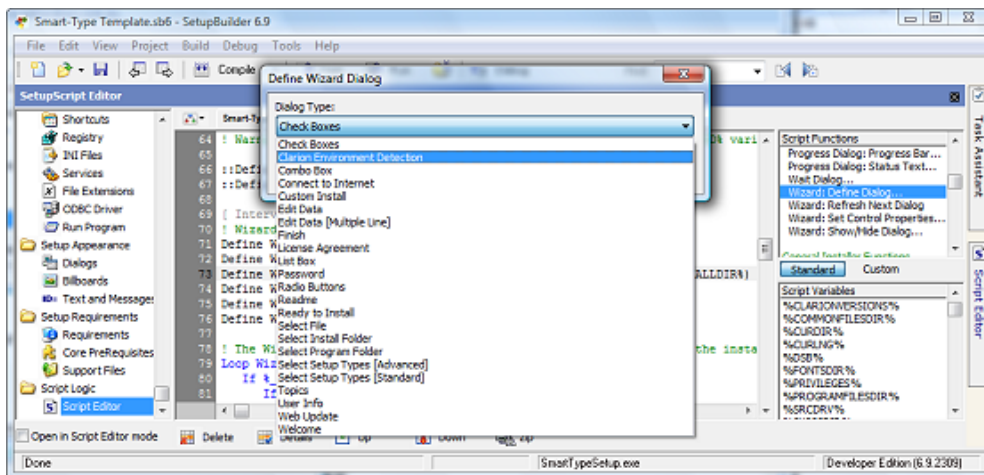 Smart-Type Template.sb6 - SetupBuilder 6.9
File Edit View Project Build Debug Tools Help
Compile
SetupScript Editor
Shortcuts
Registry
INI Files
Services
File Extensions
ODBC Driver
Run Program
Setup Appearance
Dialogs
Billboards
Text and Messages
Setup Requirements
Requirements
Core PreRequisites
Support Files
Script Logic
Script Editor
Smart-Ty
64 ! Warn
65
66 ::Defi
67 ::Defi
68
69 [ Interv
70 ! Wizard
71 Define W
72 Define W
73 Define W
74 Define W
75 Define W
76 Define W
77
78 ! The Wi
79 Loop Wiz
80 If %_
81 If
0% vari
ALLDIR%)
the insta
Define Wizard Dialog
Dialog Type:
Check Boxes
Check Boxes
Clarion Environment Detection
Combo Box
Connect to Internet
Custom Install
Edit Data
Edit Data [Multiple Line]
Finish
License Agreement
List Box
Password
Radio Buttons
Readme
Ready to Install
Select File
Select Install Folder
Select Program Folder
Select Setup Types [Advanced]
Select Setup Types [Standard]
Topics
User Info
Web Update
Welcome
Script Functions
Progress Dialog: Progress Bar...
Progress Dialog: Status Text...
Wait Dialog...
Wizard: Define Dialog...
Wizard: Refresh Next Dialog
Wizard: Set Control Properties...
Wizard: Show/Hide Dialog...
General Installer Functions
Standard Custom
Script Variables
%CLARIONVERSIONS%
%COMMONFILESDIR%
%CURDIR%
%CURLNG%
%DSB%
%FONTSDIR%
%PRIVILEGES%
%PROGRAMFILESDIR%
%SRCDRV%
Task Assistant
Script Editor
Open in Script Editor mode
Delete Details Up Down Zip
Done
SmartTypeSetup.exe
Developer Edition (6.9.2309)